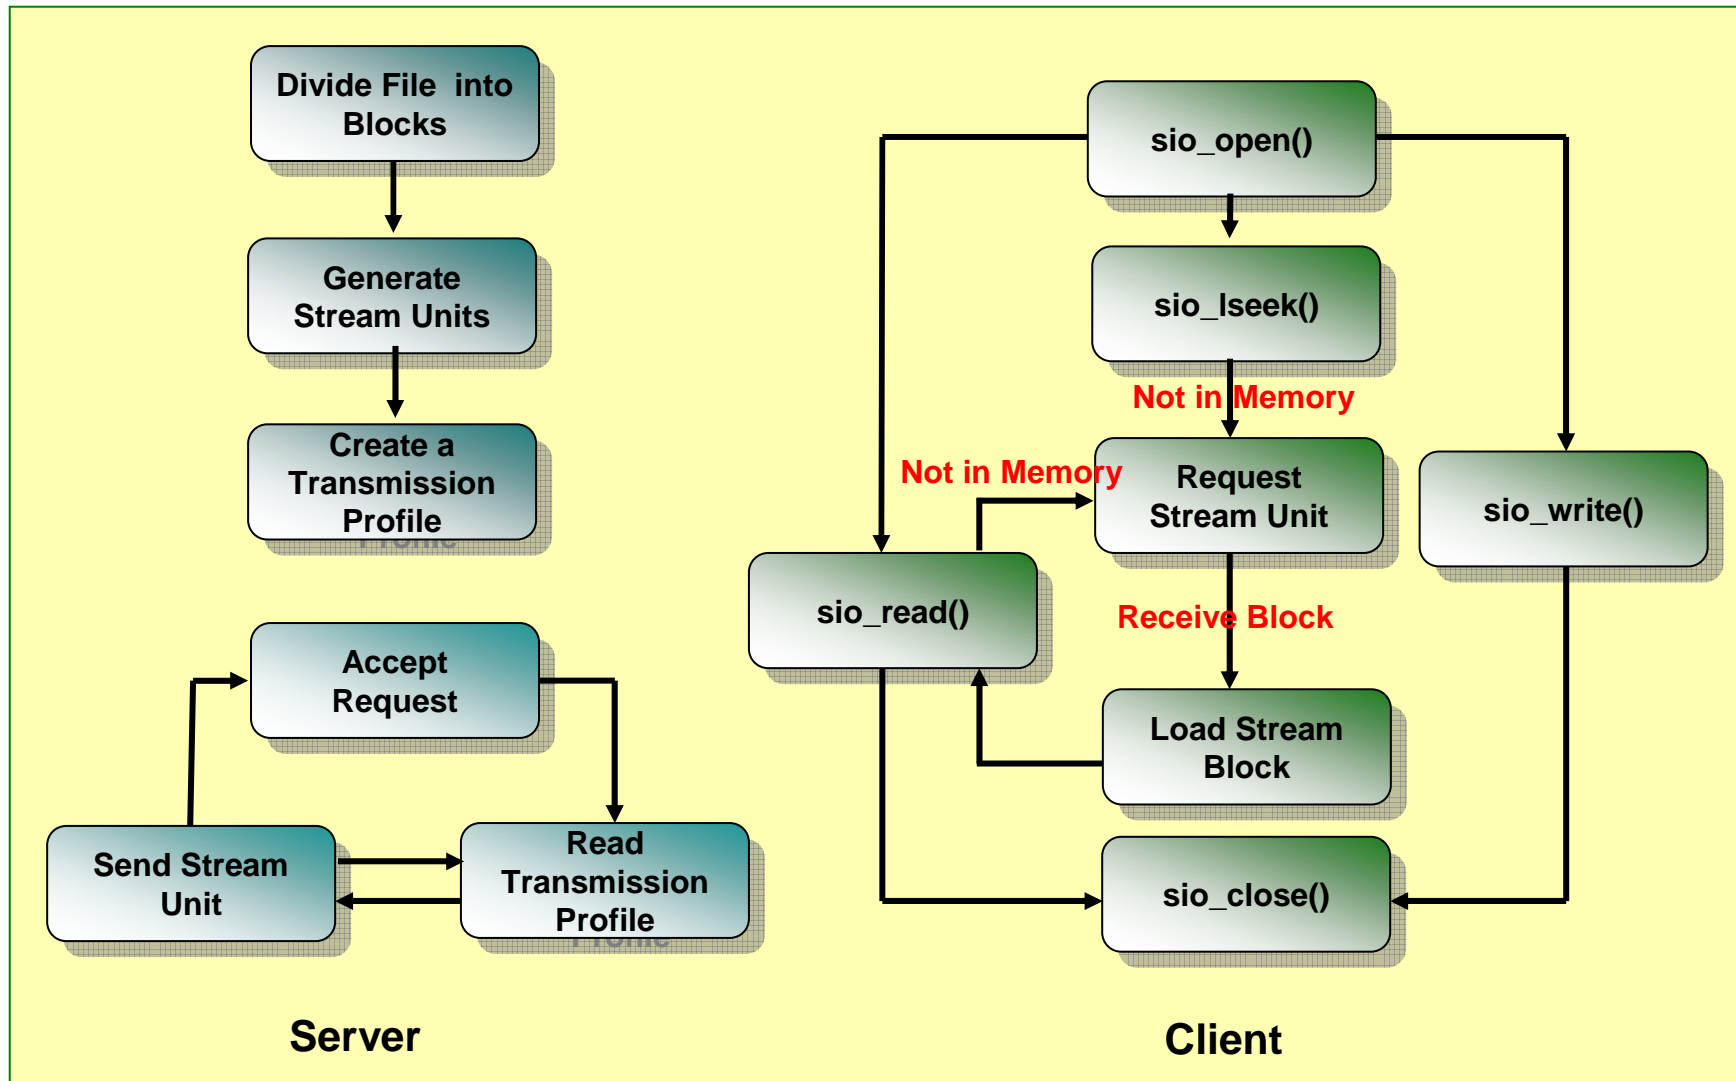 Divide File into
Blocks
Generate
Stream Units
Create a
Transmission
Profile
Accept
Request
Send Stream
Unit
Read
Transmission
Profile
Server
sio_open()
sio_lseek()
Not in Memory
Not in Memory
Request
Stream Unit
sio_write()
sio_read()
Receive Block
Load Stream
Block
sio_close()
Client